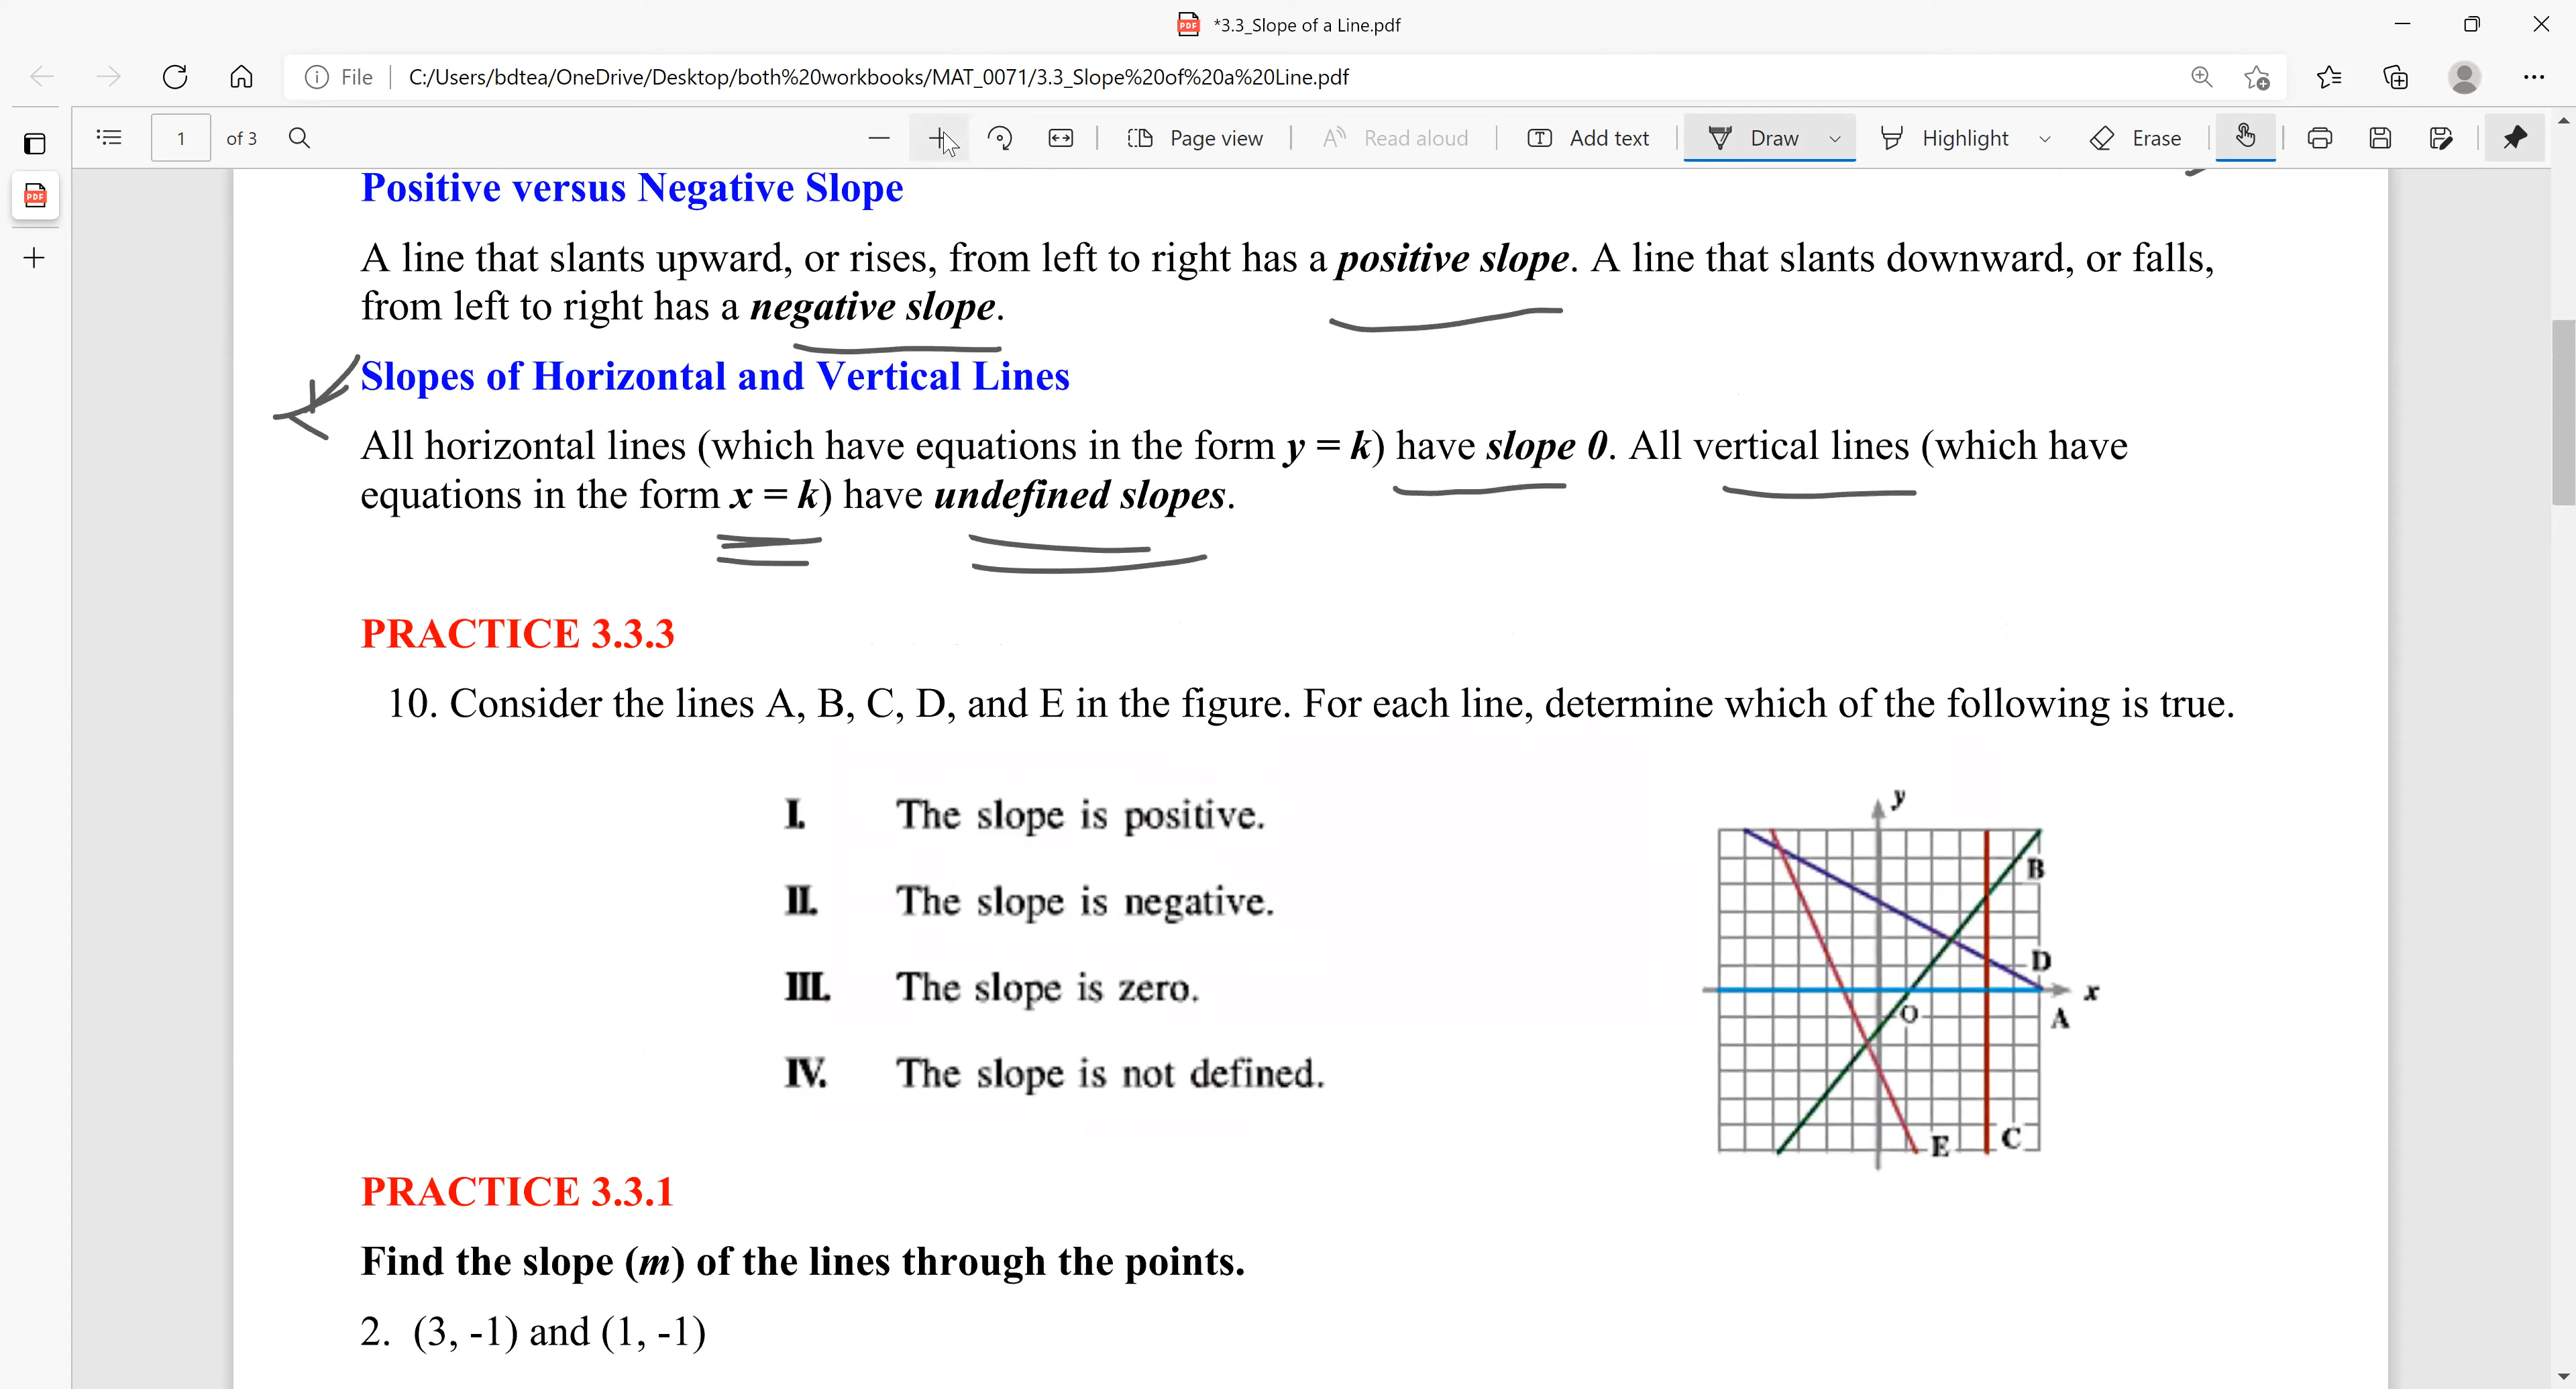 *3.3_Slope of a Line.pdf
File
C:/Users/bdtea/OneDrive/Desktop/both%20workbooks/MAT_0071/3.3_Slope%20of%20a%20Line.pdf
1 of 3
Page view
Read aloud
Add text
Draw
Highlight
Erase
Positive versus Negative Slope
A line that slants upward, or rises, from left to right has a positive slope. A line that slants downward, or falls,
from left to right has a negative slope.
Slopes of Horizontal and Vertical Lines
All horizontal lines (which have equations in the form y = k) have slope 0. All vertical lines (which have
equations in the form x = k) have undefined slopes.
PRACTICE 3.3.3
10. Consider the lines A, B, C, D, and E in the figure. For each line, determine which of the following is true.
I. The slope is positive.
II. The slope is negative.
III. The slope is zero.
IV. The slope is not defined.
y
B
D
x
O
A
E
C
PRACTICE 3.3.1
Find the slope (m) of the lines through the points.
2. (3, -1) and (1, -1)